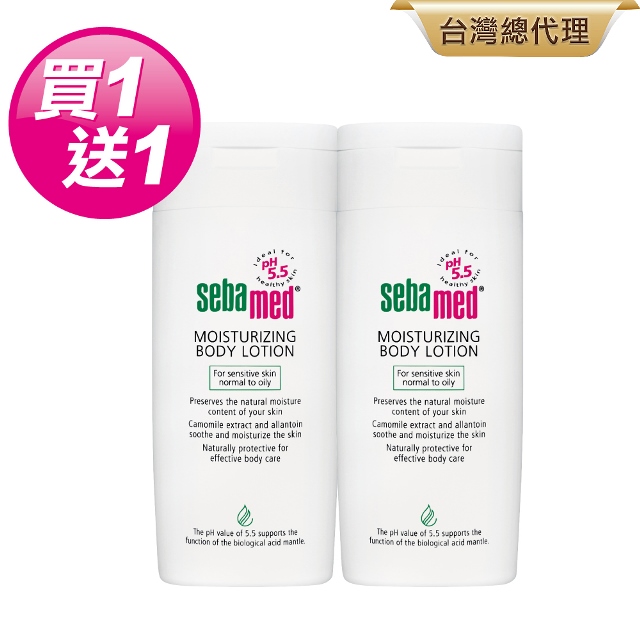 台灣總代理
買1
送1
ideal for
pH
5.5
healthy skin
sebamed®
MOISTURIZING
BODY LOTION
For sensitive skin
normal to oily
Preserves the natural moisture
content of your skin
Camomile extract and allantoin
soothe and moisturize the skin
Naturally protective for
effective body care
The pH value of 5.5 supports the
function of the biological acid mantle.
ideal for
pH
5.5
healthy skin
sebamed®
MOISTURIZING
BODY LOTION
For sensitive skin
normal to oily
Preserves the natural moisture
content of your skin
Camomile extract and allantoin
soothe and moisturize the skin
Naturally protective for
effective body care
The pH value of 5.5 supports the
function of the biological acid mantle.